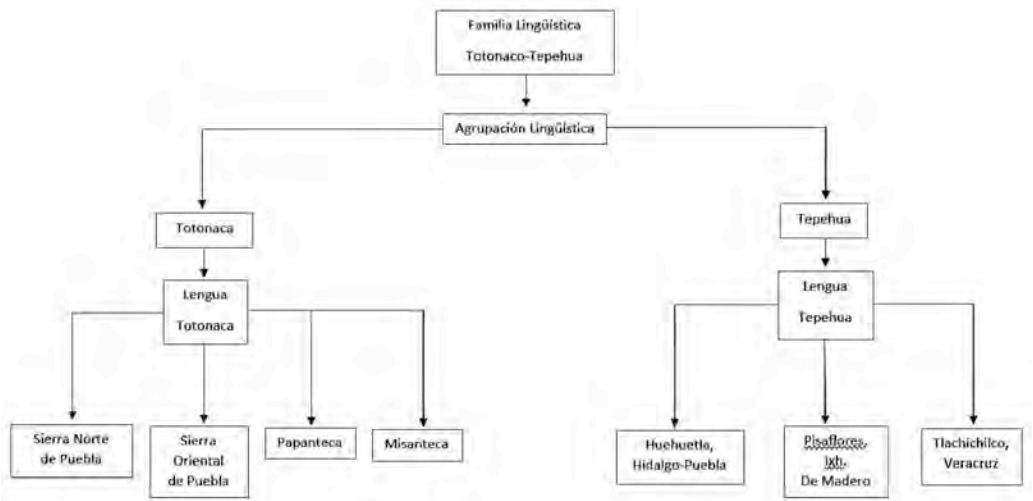 Familia Lingüística
Totonaco-Tepehua
Agrupación Lingüística
Totonaca
Tepehua
Lengua
Totonaca
Lengua
Tepehua
Sierra Norte
de Puebla
Sierra
Oriental
de Puebla
Papanteca
Misanteca
Huehuetla,
Hidalgo-Puebla
Pisaflores,
Ixh,
De Madero
Tlachichilco,
Veracruz